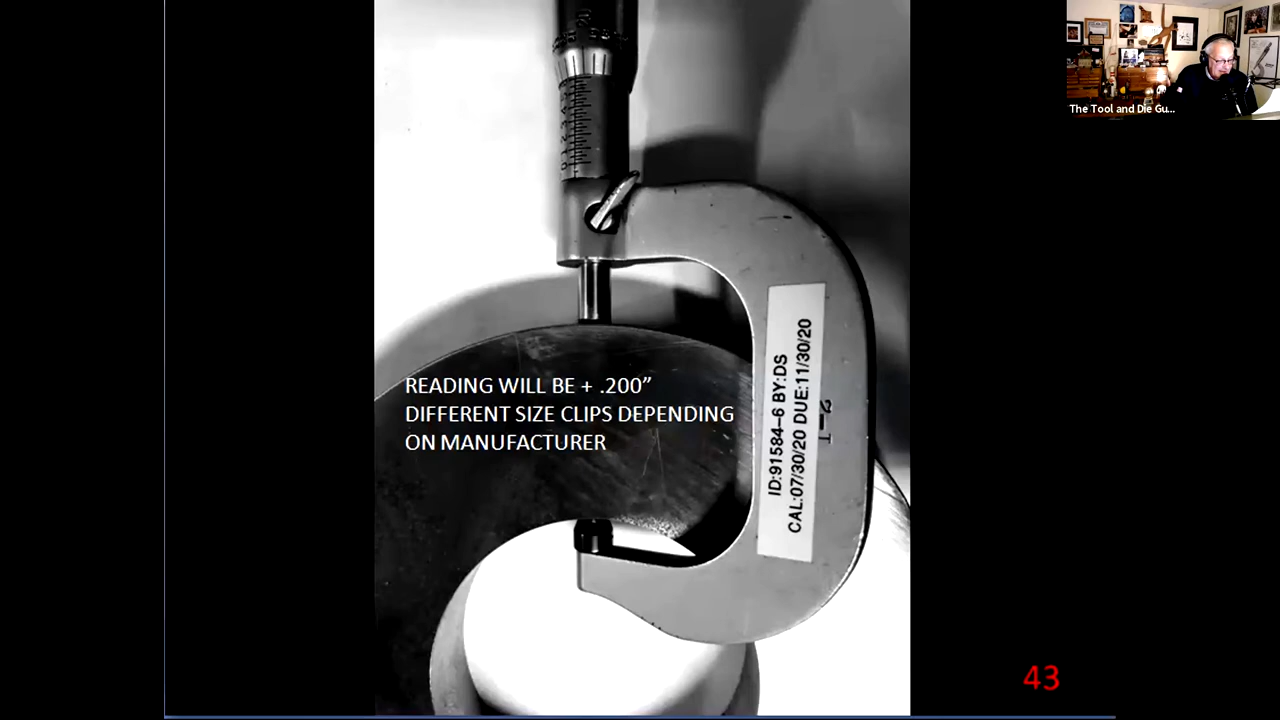 The Tool and Die Gu...
READING WILL BE + .200”
DIFFERENT SIZE CLIPS DEPENDING
ON MANUFACTURER
ID:91584-6 BY:DS
CAL:07/30/20 DUE:11/30/20
2-1
43